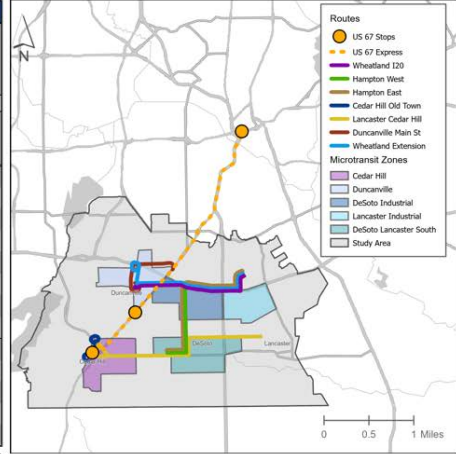 Routes
US 67 Stops
US 67 Express
Wheatland I20
Hampton West
Hampton East
Cedar Hill Old Town
Lancaster Cedar Hill
Duncanville Main St
Wheatland Extension
Microtransit Zones
Cedar Hill
Duncanville
DeSoto Industrial
Lancaster Industrial
DeSoto Lancaster South
Study Area
N
DeSoto
Lancaster
0 0.5 1 Miles